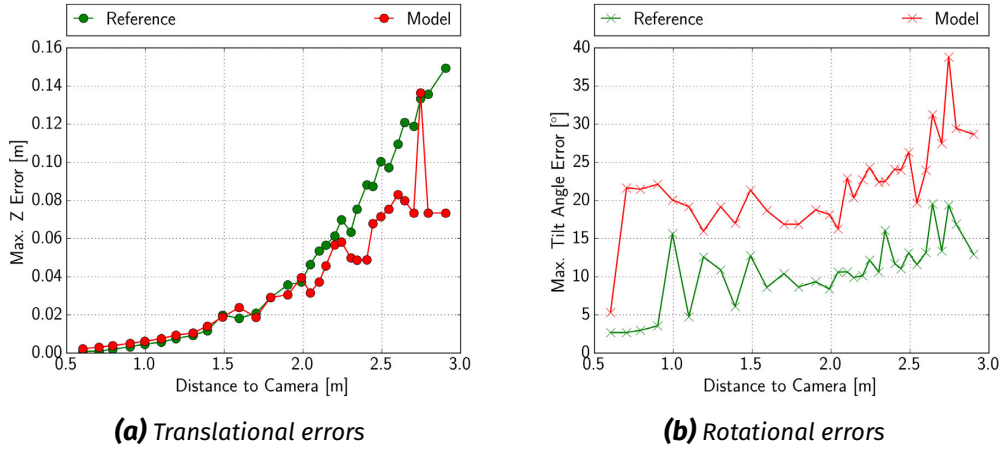 Reference Model
Max. Z Error [m]
0.16
0.14
0.12
0.10
0.08
0.06
0.04
0.02
0.00
0.5 1.0 1.5 2.0 2.5 3.0
Distance to Camera [m]
(a) Translational errors
Reference Model
Max. Tilt Angle Error [°]
40
35
30
25
20
15
10
5
0
0.5 1.0 1.5 2.0 2.5 3.0
Distance to Camera [m]
(b) Rotational errors